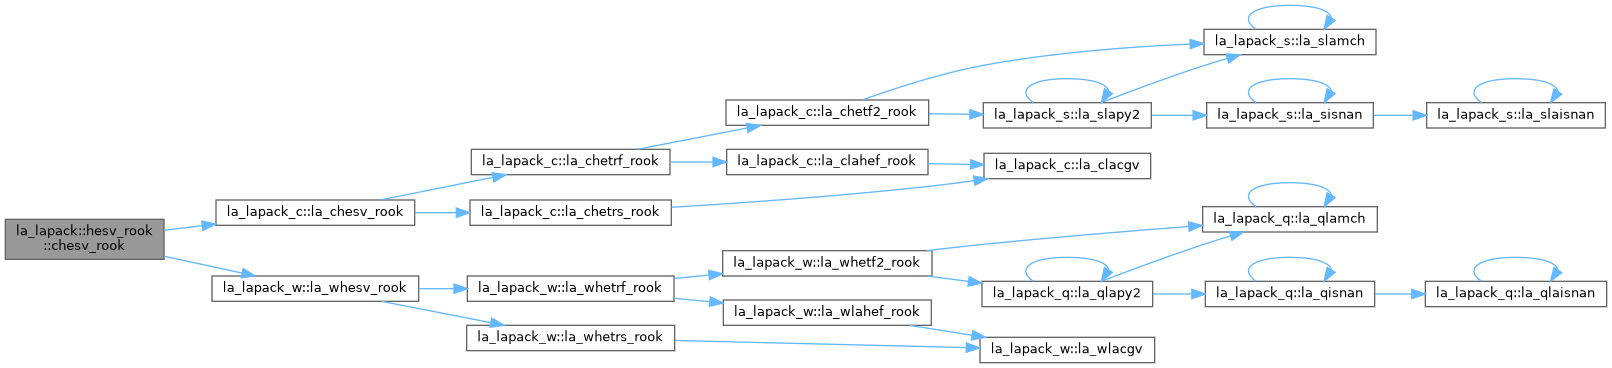 la_lapack::hesv_rook
::chesv_rook
la_lapack_c::la_chesv_rook
la_lapack_c::la_chetrf_rook
la_lapack_c::la_chetf2_rook
la_lapack_s::la_slamch
la_lapack_s::la_slapy2
la_lapack_s::la_sisnan
la_lapack_s::la_slaisnan
la_lapack_c::la_clahef_rook
la_lapack_c::la_clacgv
la_lapack_c::la_chetrs_rook
la_lapack_w::la_whesv_rook
la_lapack_w::la_whetrf_rook
la_lapack_w::la_whetf2_rook
la_lapack_q::la_qlamch
la_lapack_q::la_qlapy2
la_lapack_q::la_qisnan
la_lapack_q::la_qlaisnan
la_lapack_w::la_wlahef_rook
la_lapack_w::la_wlacgv
la_lapack_w::la_whetrs_rook